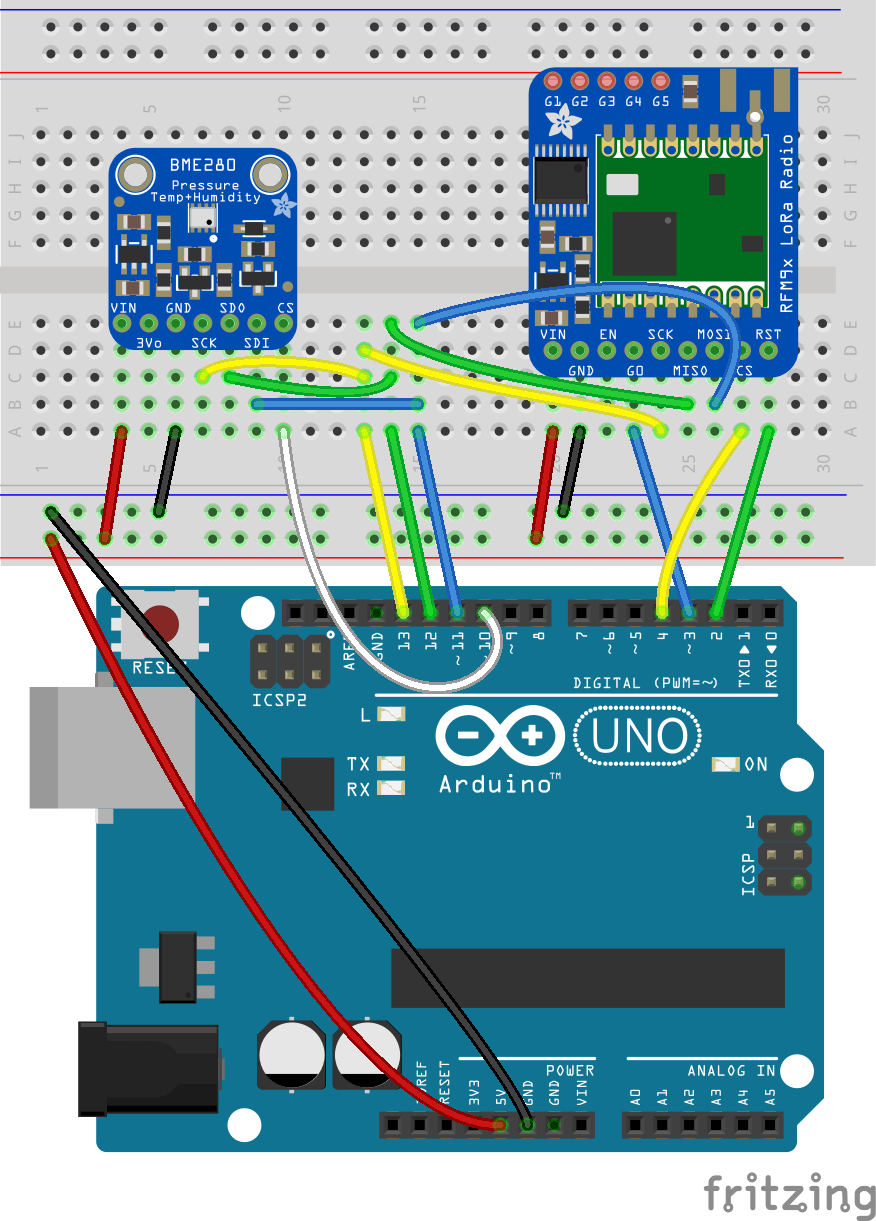 1 5 10 15 30
J J
I I
H H
G G
F F
E E
D D
C C
B B
A A
1 5 25 30
BME280
Pressure
Temp+Humidity
VIN GND SDO CS
3Vo SCK SDI
G1 G2 G3 G4 G5
RFM9x LoRa Radio
VIN EN SCK MOSI RST
GND G0 MISO CS
RESET
ICSP2
AREF
GND
13
12
~11
~10
~9
8
7
~6
~5
4
~3
2
TX0 1
RX0 0
DIGITAL (PWM=~)
L
TX
RX
Arduino™
UNO
ON
1
ICSP
RESET
3V3
5V
GND
GND
VIN
POWER
ANALOG IN
A0
A1
A2
A3
A4
A5
fritzing